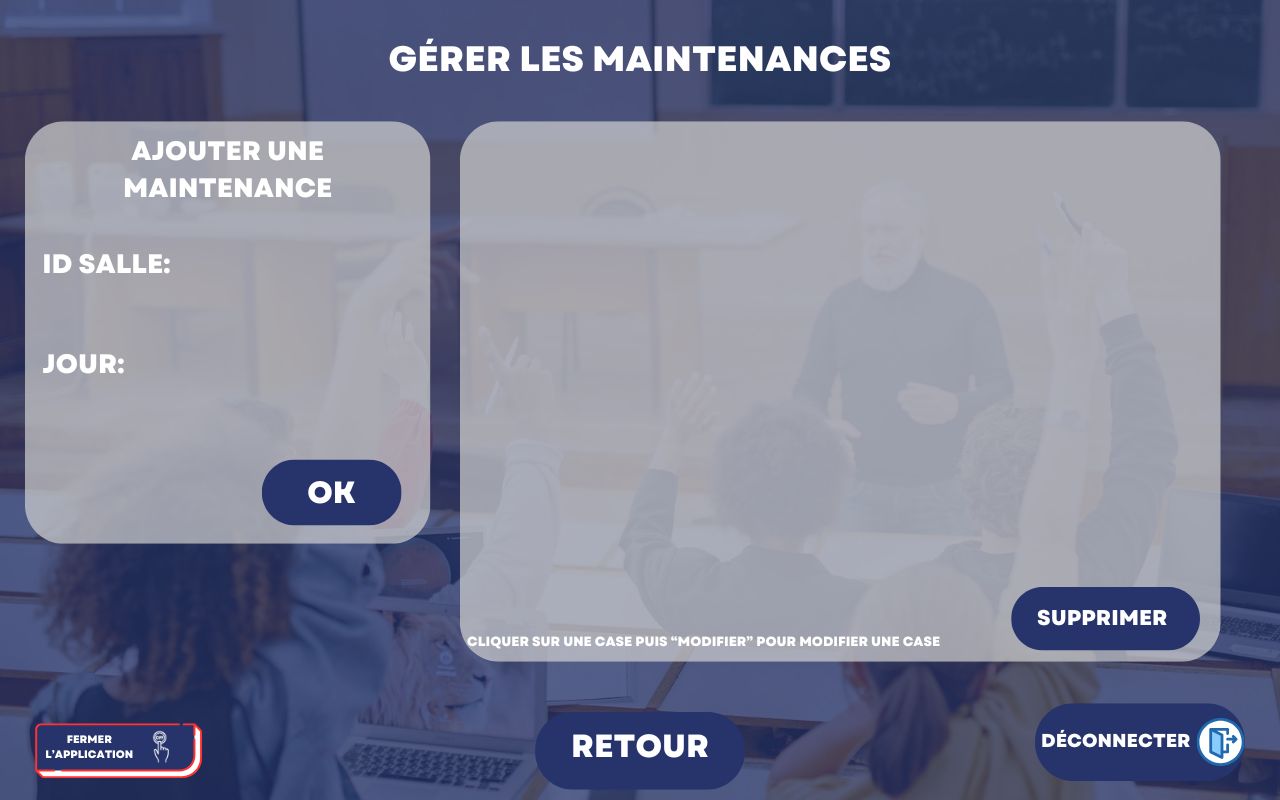 GÉRER LES MAINTENANCES
AJOUTER UNE
MAINTENANCE
ID SALLE:
JOUR:
OK
CLIQUER SUR UNE CASE PUIS “MODIFIER” POUR MODIFIER UNE CASE
SUPPRIMER
FERMER
L’APPLICATION
OFF
RETOUR
DÉCONNECTER